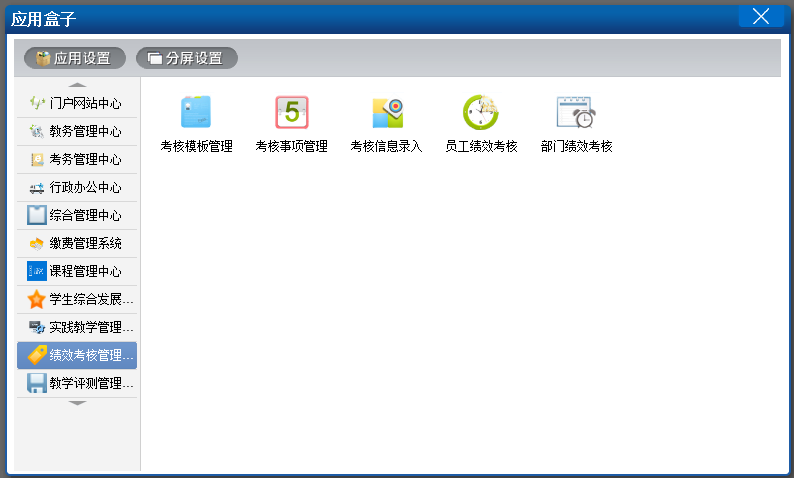 应用盒子
应用设置
分屏设置
门户网站中心
教务管理中心
考务管理中心
行政办公中心
综合管理中心
缴费管理系统
课程管理中心
学生综合发展...
实践教学管理...
绩效考核管理...
教学评测管理...
考核模板管理
5
考核事项管理
考核信息录入
员工绩效考核
部门绩效考核